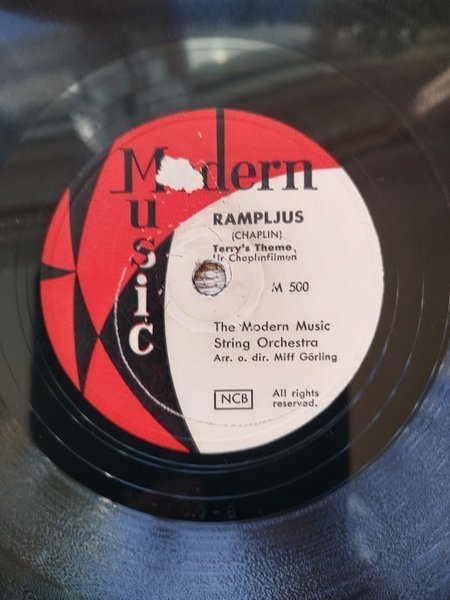 Modern
Music
RAMPLJUS
(CHAPLIN)
Terry's Theme
Ur Chaplinfilmen
M 500
The Modern Music
String Orchestra
Arr. o. dir. Miff Görling
NCB
All rights
reserved.